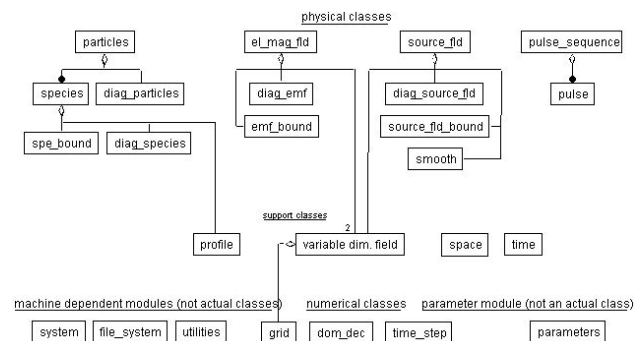 physical classes
particles el_mag_fld source_fld pulse_sequence
species diag_particles diag_emf diag_source_fld pulse
emf_bound source_fld_bound
spe_bound diag_species
smooth
support classes
2
profile variable dim. field space time
machine dependent modules (not actual classes) numerical classes parameter module (not an actual class)
system file_system utilities grid dom_dec time_step parameters